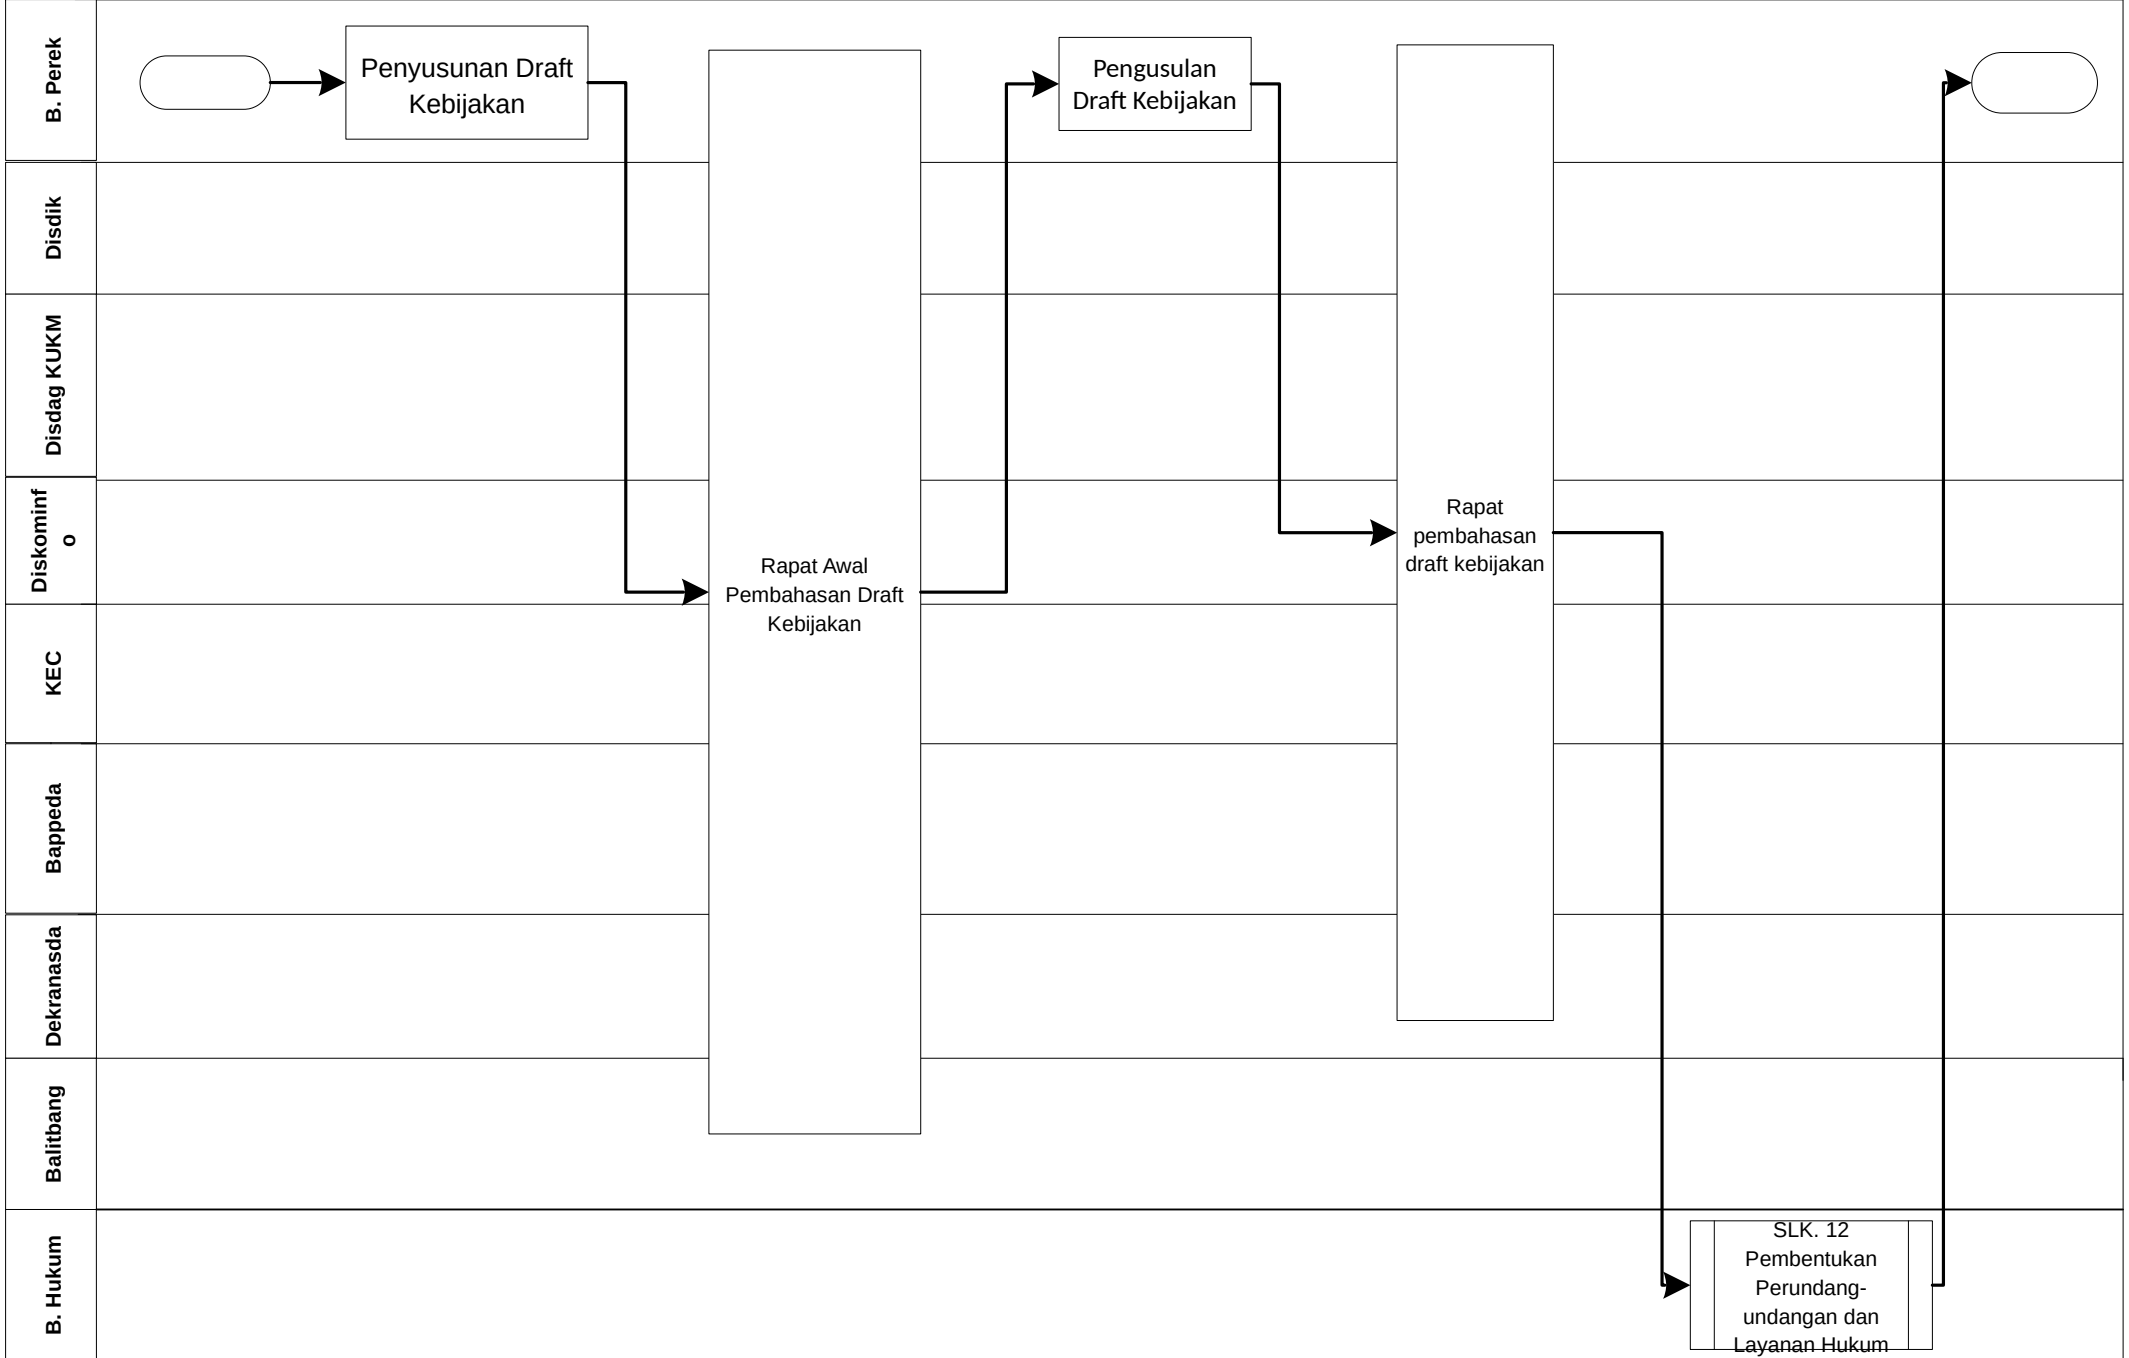 B. Perek
Penyusunan Draft
Kebijakan
Pengusulan
Draft Kebijakan
Disdik
Disdag KUKM
Diskominf
o
Rapat Awal
Pembahasan Draft
Kebijakan
Rapat
pembahasan
draft kebijakan
KEC
Bappeda
Dekranasda
Balitbang
B. Hukum
SLK. 12
Pembentukan
Perundang-
undangan dan
Layanan Hukum